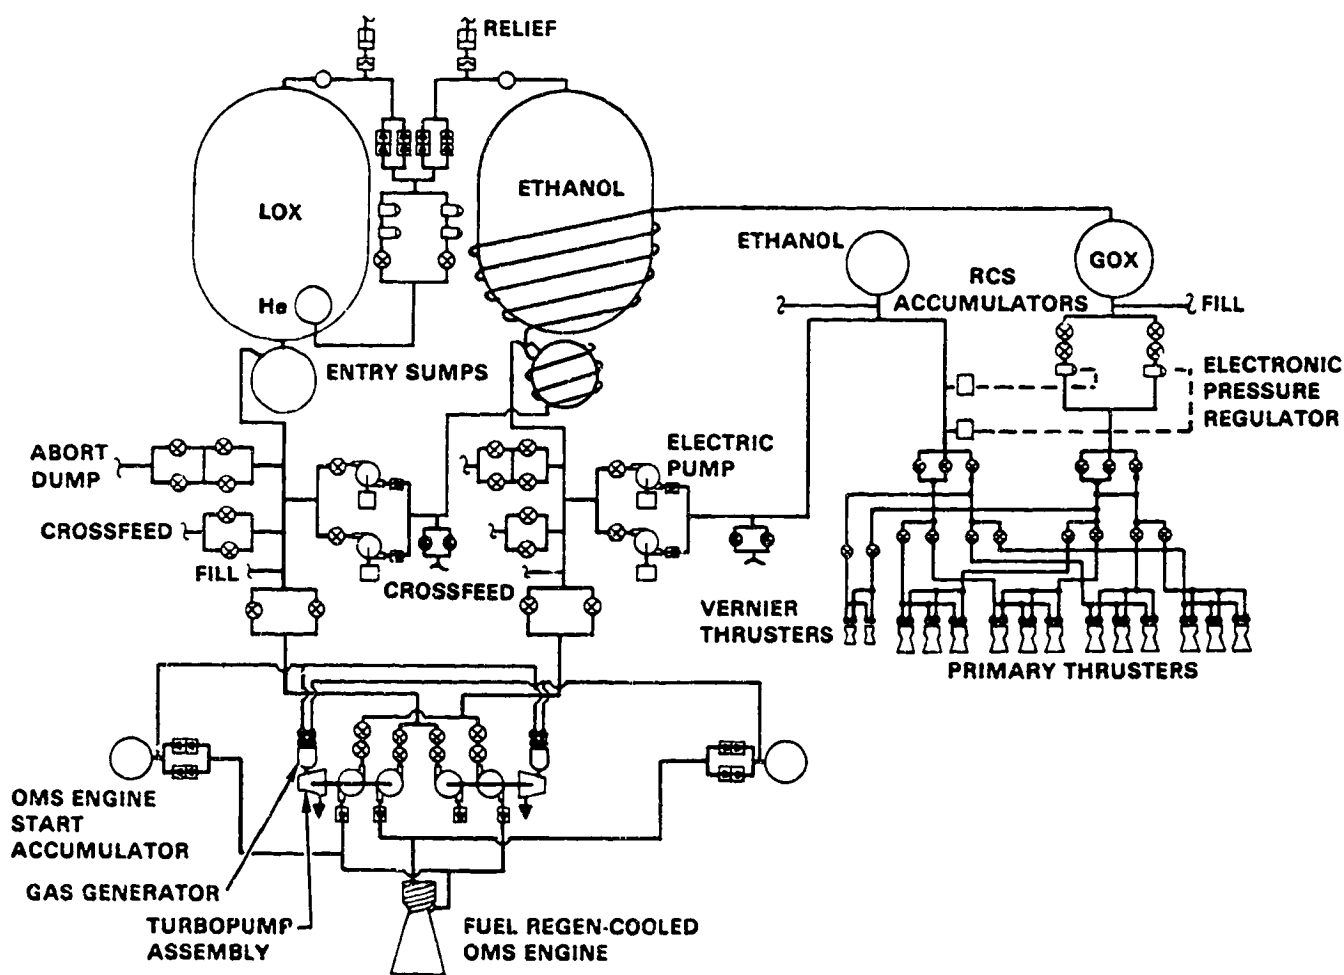 RELIEF
LOX
ETHANOL
He
ENTRY SUMPS
ETHANOL
RCS
ACCUMULATORS
GOX
FILL
ELECTRONIC
PRESSURE
REGULATOR
ABORT
DUMP
CROSSFEED
FILL
ELECTRIC
PUMP
CROSSFEED
VERNIER
THRUSTERS
PRIMARY THRUSTERS
OMS ENGINE
START
ACCUMULATOR
GAS GENERATOR
TURBOPUMP
ASSEMBLY
FUEL REGEN-COOLED
OMS ENGINE